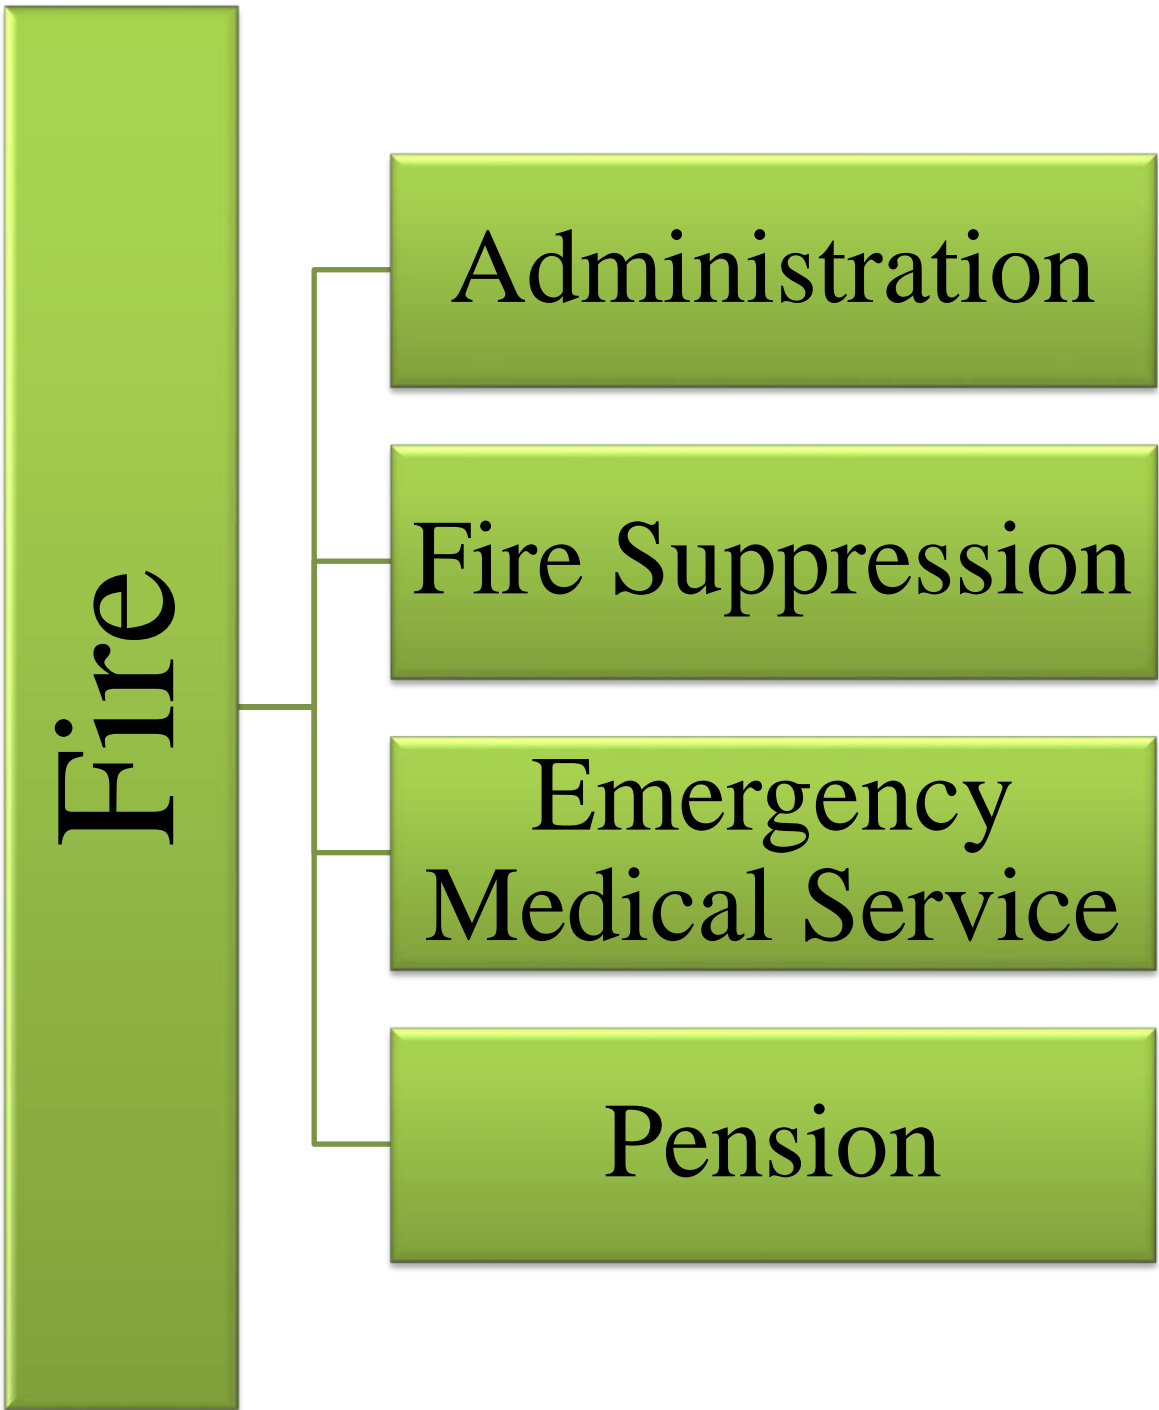 Fire
Administration
Fire Suppression
Emergency
Medical Service
Pension